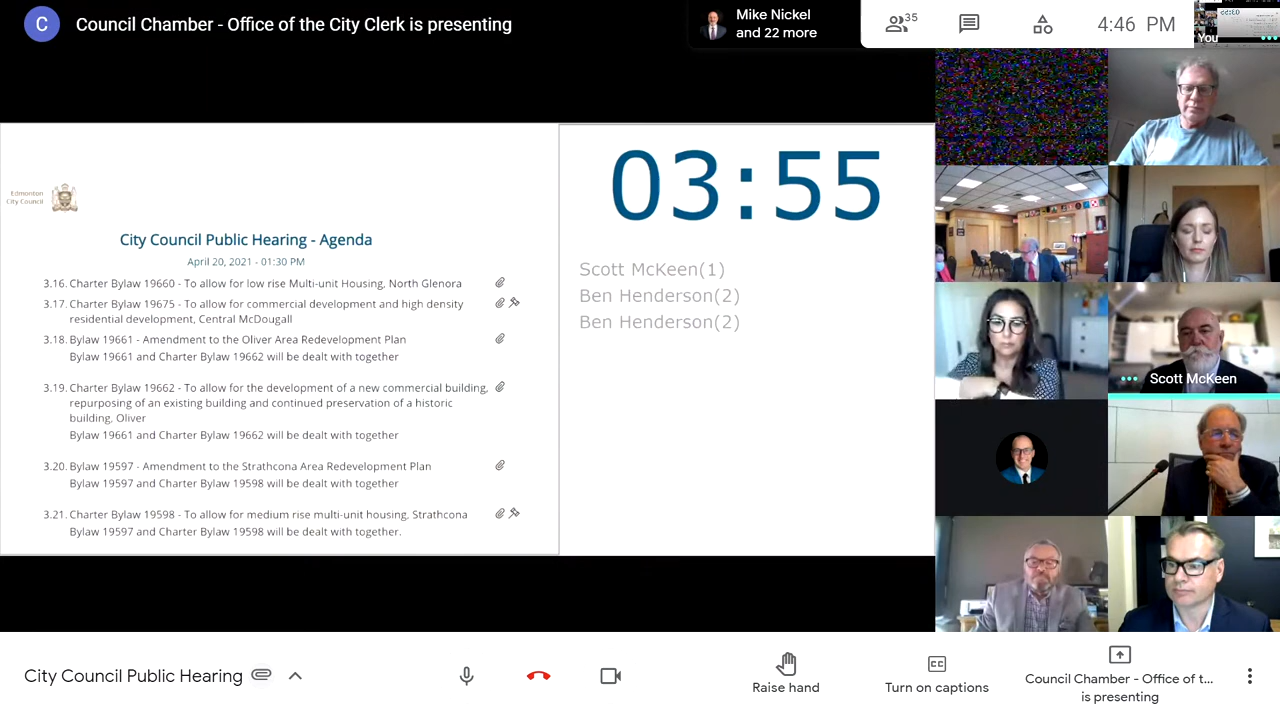 C
Council Chamber - Office of the City Clerk is presenting
Mike Nickel
and 22 more
35
4:46 PM
You
Edmonton
City Council
City Council Public Hearing - Agenda
April 20, 2021 - 01:30 PM
3.16. Charter Bylaw 19660 - To allow for low rise Multi-unit Housing, North Glenora
3.17. Charter Bylaw 19675 - To allow for commercial development and high density
residential development, Central McDougall
3.18. Bylaw 19661 - Amendment to the Oliver Area Redevelopment Plan
Bylaw 19661 and Charter Bylaw 19662 will be dealt with together
3.19. Charter Bylaw 19662 - To allow for the development of a new commercial building,
repurposing of an existing building and continued preservation of a historic
building, Oliver
Bylaw 19661 and Charter Bylaw 19662 will be dealt with together
3.20. Bylaw 19597 - Amendment to the Strathcona Area Redevelopment Plan
Bylaw 19597 and Charter Bylaw 19598 will be dealt with together
3.21. Charter Bylaw 19598 - To allow for medium rise multi-unit housing, Strathcona
Bylaw 19597 and Charter Bylaw 19598 will be dealt with together.
03:55
Scott McKeen(1)
Ben Henderson(2)
Ben Henderson(2)
Scott McKeen
City Council Public Hearing
Raise hand
CC
Turn on captions
Council Chamber - Office of t...
is presenting